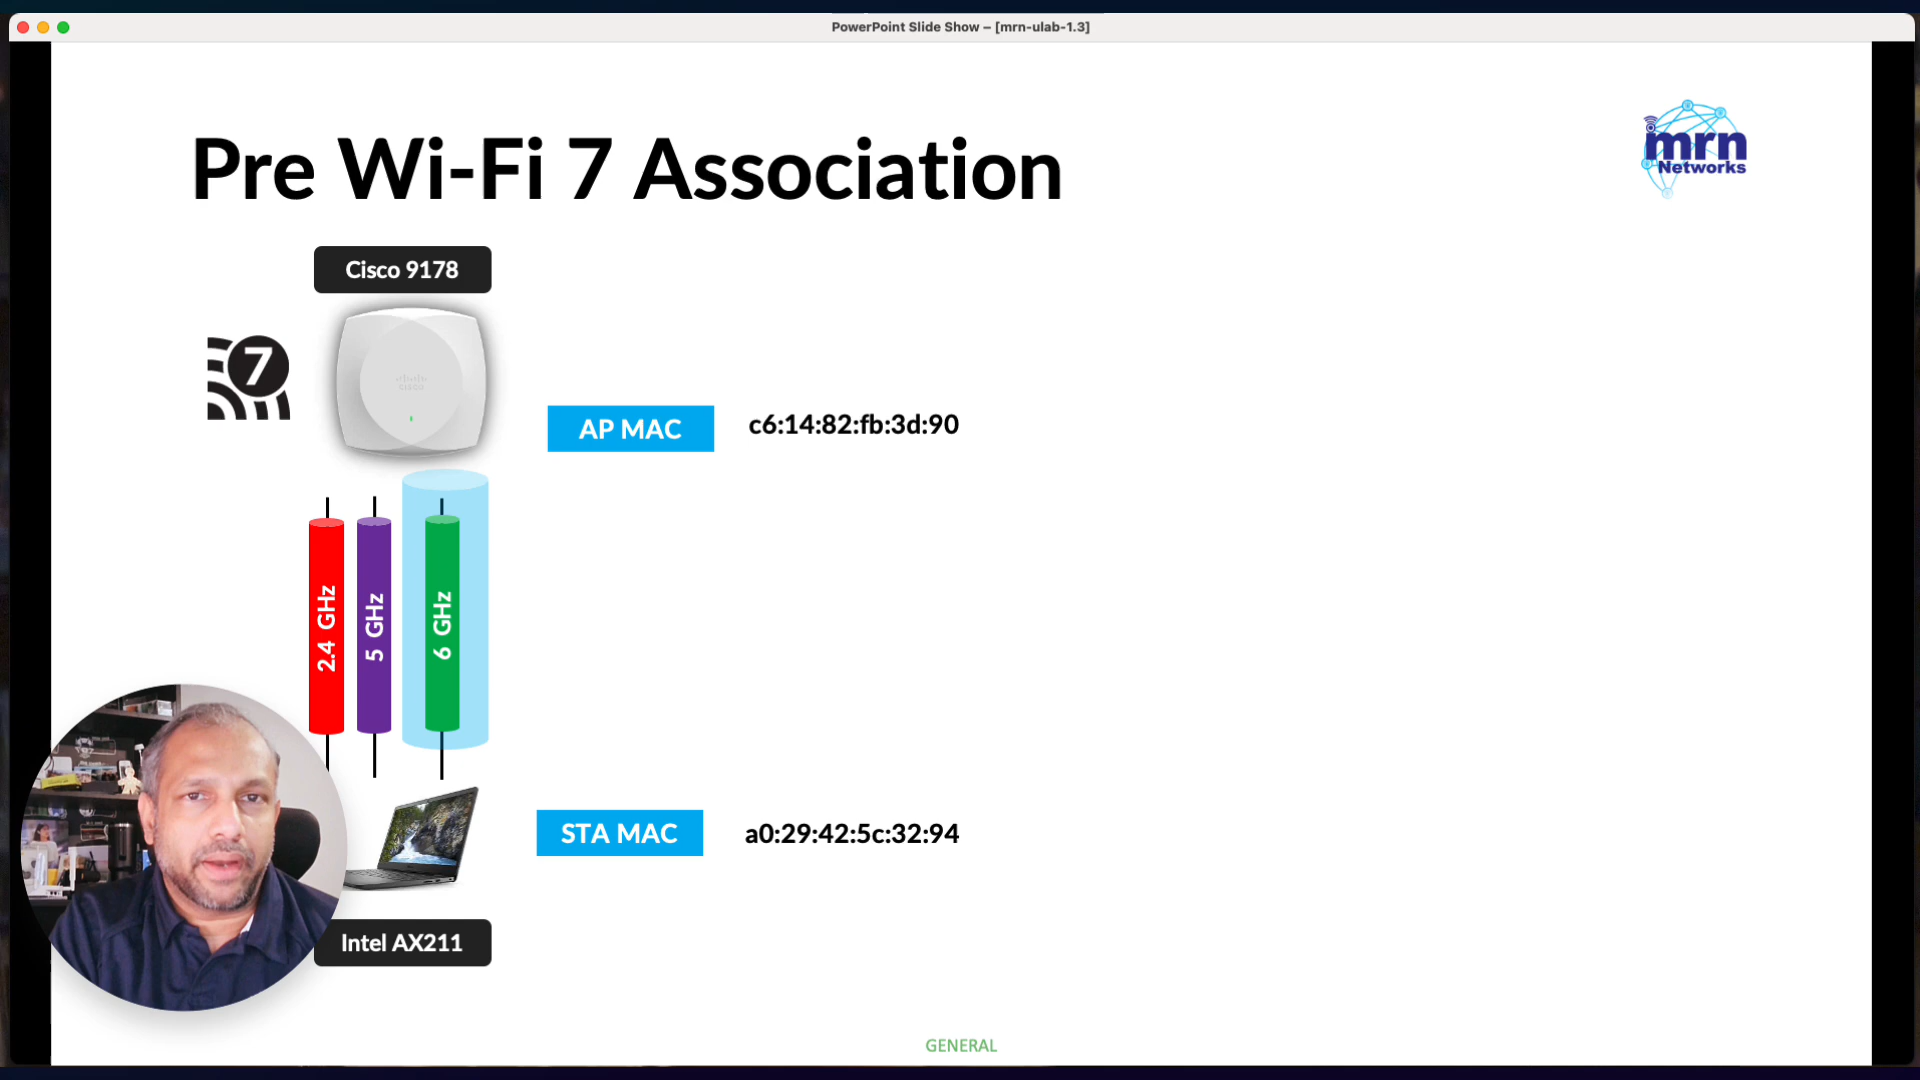 PowerPoint Slide Show – [mrn-ulab-1.3]
Pre Wi-Fi 7 Association
mrn
Networks
Cisco 9178
7
CISCO
AP MAC
c6:14:82:fb:3d:90
2.4 GHz
5 GHz
6 GHz
STA MAC
a0:29:42:5c:32:94
Intel AX211
GENERAL